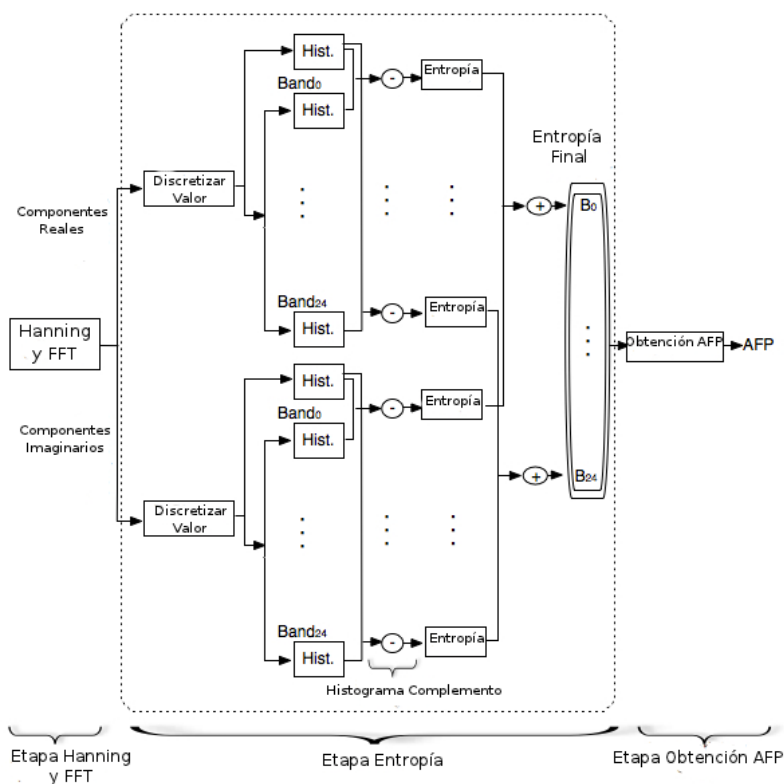 Hist.
Band0
Hist.
-
Entropía
Entropía
Final
Discretizar
Valor
Componentes
Reales
+
B0
Band24
Hist.
-
Entropía
Hanning
y FFT
Obtención AFP
AFP
Hist.
Band0
Hist.
-
Entropía
Componentes
Imaginarios
+
B24
Discretizar
Valor
Band24
Hist.
-
Entropía
Histograma Complemento
Etapa Hanning
y FFT
Etapa Entropía
Etapa Obtención AFP